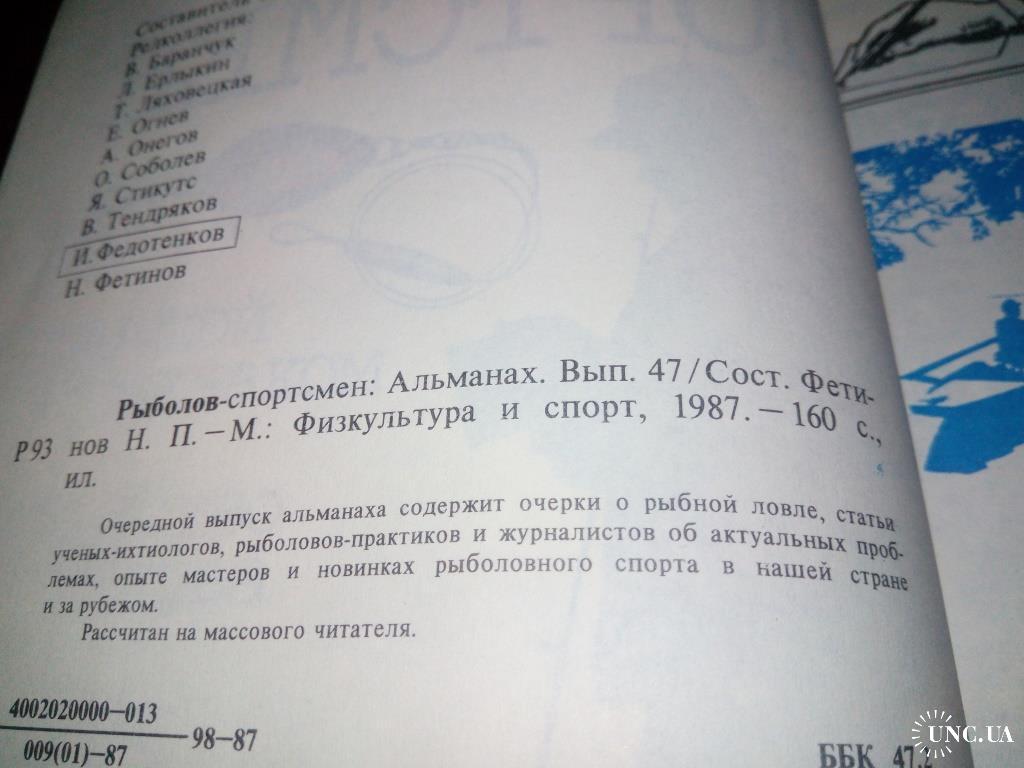 Составитель
Редколлегия:
В. Баранчук
Л. Ерлыкин
Т. Ляховецкая
Е. Огнев
А. Онегов
О. Соболев
Я. Стикутс
В. Тендряков
И. Федотенков
Н. Фетинов
Рыболов-спортсмен: Альманах. Вып. 47/Сост. Фети-
Р93 нов Н. П.—М.: Физкультура и спорт, 1987.—160 с.,
ил.
Очередной выпуск альманаха содержит очерки о рыбной ловле, статьи
ученых-ихтиологов, рыболовов-практиков и журналистов об актуальных проб-
лемах, опыте мастеров и новинках рыболовного спорта в нашей стране
и за рубежом.
Рассчитан на массового читателя.
4002020000—013
009(01)—87
98—87
ББК 47.2
UNC.UA